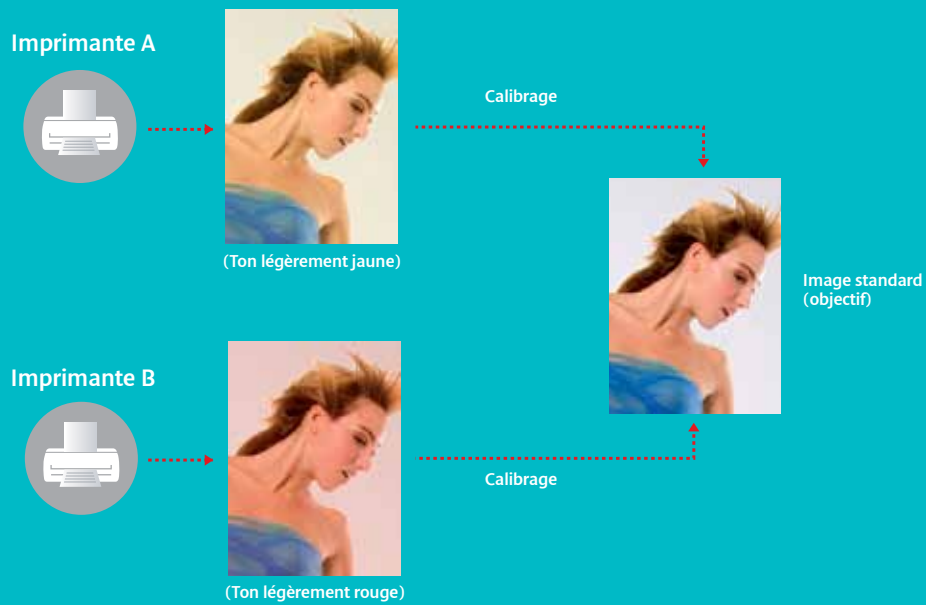 Imprimante A
Calibrage
(Ton légèrement jaune)
Image standard
(objectif)
Imprimante B
Calibrage
(Ton légèrement rouge)